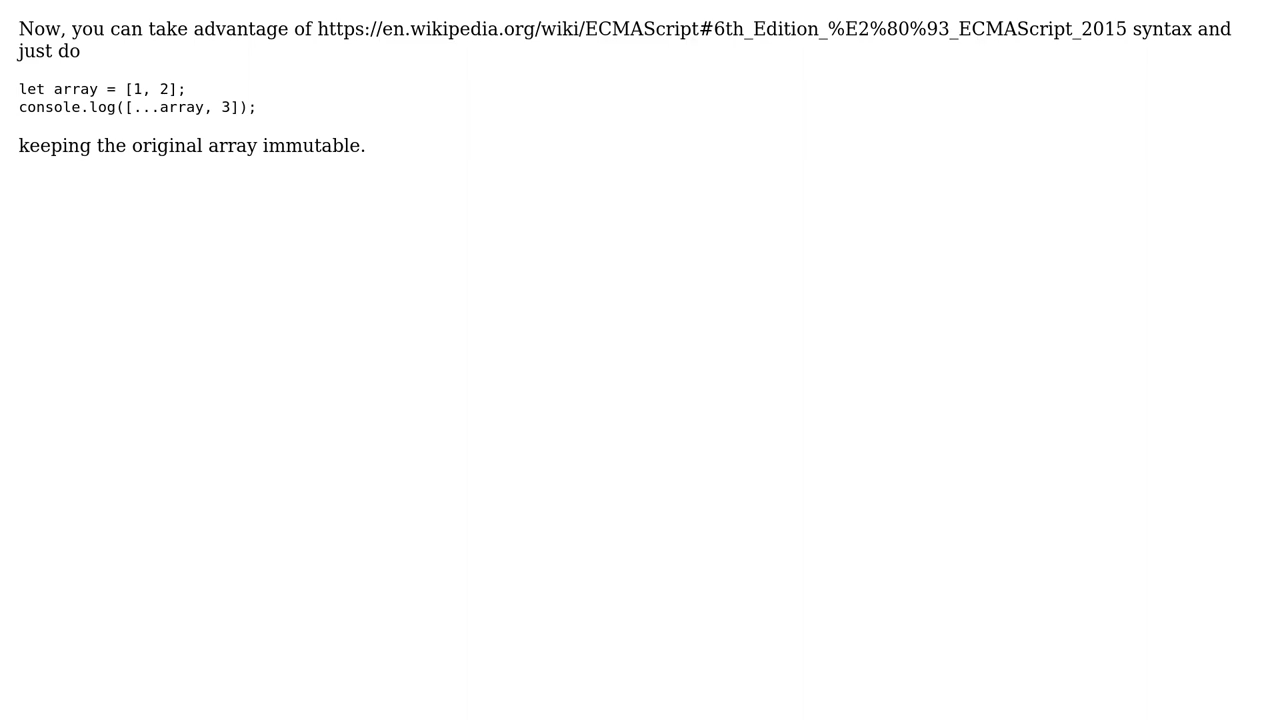 Now, you can take advantage of https://en.wikipedia.org/wiki/ECMAScript#6th_Edition_%E2%80%93_ECMAScript_2015 syntax and
just do
let array = [1, 2];
console.log([...array, 3]);
keeping the original array immutable.